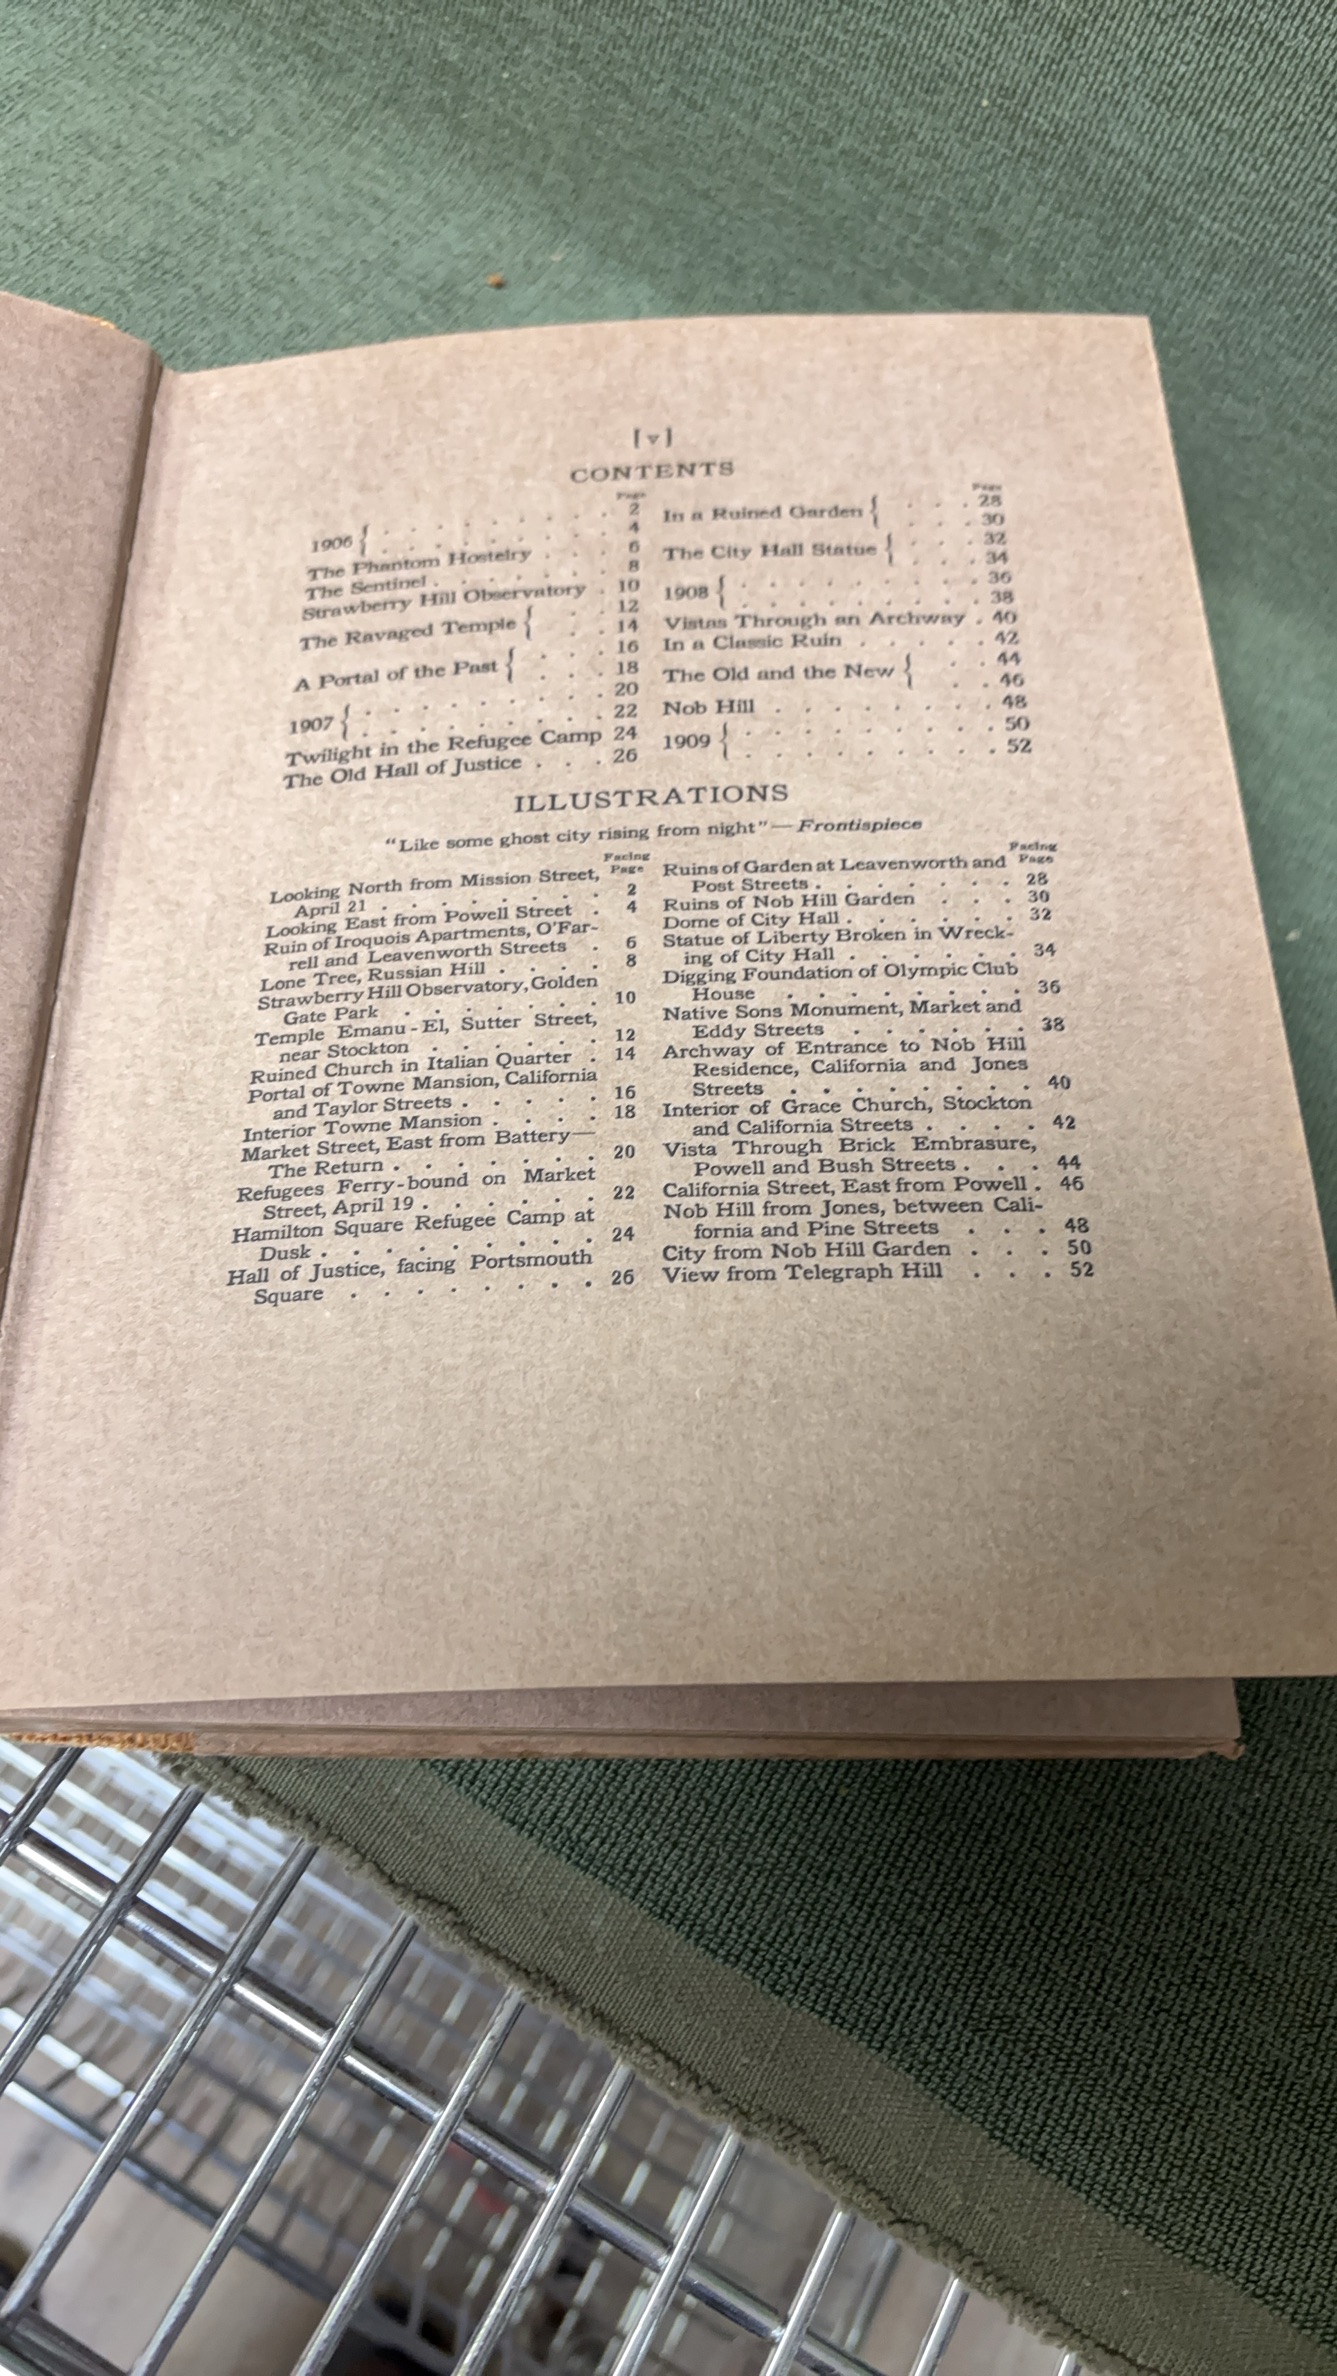 [v]
CONTENTS
Page
1906 { . . . . . . . 2
. . . . . . . 4
The Phantom Hostelry . . . 6
The Sentinel . . . . . . 8
Strawberry Hill Observatory . 10
The Ravaged Temple { . . 12
. . 14
A Portal of the Past { . . . 16
. . . 18
1907 { . . . . . . . 20
. . . . . . . 22
Twilight in the Refugee Camp 24
The Old Hall of Justice . . . 26
Page
In a Ruined Garden { . . . 28
. . . 30
The City Hall Statue { . . . 32
. . . 34
1908 { . . . . . . . . 36
. . . . . . . . 38
Vistas Through an Archway . 40
In a Classic Ruin . . . . . 42
The Old and the New { . . 44
. . 46
Nob Hill . . . . . . . . 48
1909 { . . . . . . . . 50
. . . . . . . . 52
ILLUSTRATIONS
"Like some ghost city rising from night"—Frontispiece
Facing
Page
Looking North from Mission Street,
April 21 . . . . . . . 2
Looking East from Powell Street . 4
Ruin of Iroquois Apartments, O'Far-
rell and Leavenworth Streets . 6
Lone Tree, Russian Hill . . . . 8
Strawberry Hill Observatory, Golden
Gate Park . . . . . . 10
Temple Emanu-El, Sutter Street,
near Stockton . . . . . . 12
Ruined Church in Italian Quarter . 14
Portal of Towne Mansion, California
and Taylor Streets . . . . . 16
Interior Towne Mansion . . . . 18
Market Street, East from Battery—
The Return . . . . . . . 20
Refugees Ferry-bound on Market
Street, April 19 . . . . . . 22
Hamilton Square Refugee Camp at
Dusk . . . . . . . . . 24
Hall of Justice, facing Portsmouth
Square . . . . . . . . 26
Facing
Page
Ruins of Garden at Leavenworth and
Post Streets . . . . . . . 28
Ruins of Nob Hill Garden . . . 30
Dome of City Hall . . . . . . 32
Statue of Liberty Broken in Wreck-
ing of City Hall . . . . . . 34
Digging Foundation of Olympic Club
House . . . . . . . . 36
Native Sons Monument, Market and
Eddy Streets . . . . . . 38
Archway of Entrance to Nob Hill
Residence, California and Jones
Streets . . . . . . . . 40
Interior of Grace Church, Stockton
and California Streets . . . . 42
Vista Through Brick Embrasure,
Powell and Bush Streets . . . 44
California Street, East from Powell . 46
Nob Hill from Jones, between Cali-
fornia and Pine Streets . . . 48
City from Nob Hill Garden . . . 50
View from Telegraph Hill . . . 52